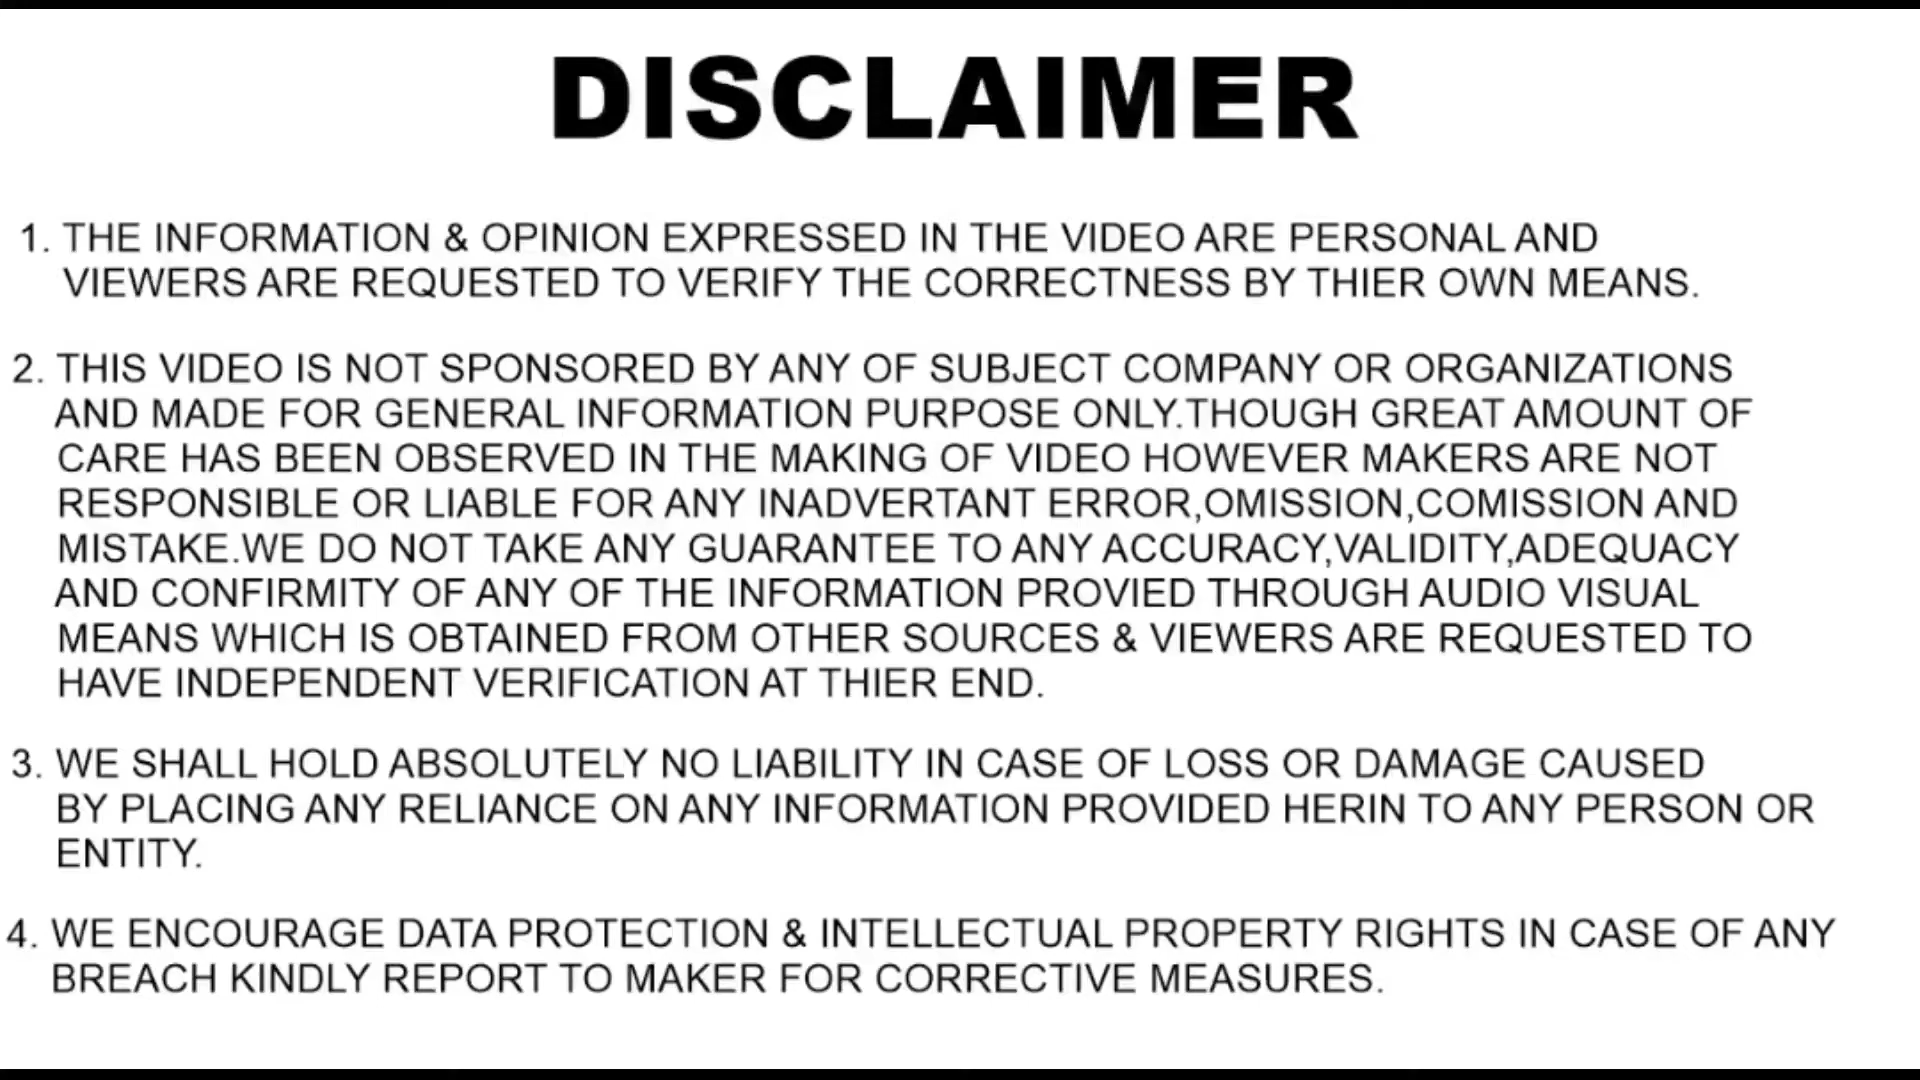 DISCLAIMER
1. THE INFORMATION & OPINION EXPRESSED IN THE VIDEO ARE PERSONAL AND
VIEWERS ARE REQUESTED TO VERIFY THE CORRECTNESS BY THIER OWN MEANS.
2. THIS VIDEO IS NOT SPONSORED BY ANY OF SUBJECT COMPANY OR ORGANIZATIONS
AND MADE FOR GENERAL INFORMATION PURPOSE ONLY.THOUGH GREAT AMOUNT OF
CARE HAS BEEN OBSERVED IN THE MAKING OF VIDEO HOWEVER MAKERS ARE NOT
RESPONSIBLE OR LIABLE FOR ANY INADVERTANT ERROR,OMISSION,COMISSION AND
MISTAKE.WE DO NOT TAKE ANY GUARANTEE TO ANY ACCURACY,VALIDITY,ADEQUACY
AND CONFIRMITY OF ANY OF THE INFORMATION PROVIED THROUGH AUDIO VISUAL
MEANS WHICH IS OBTAINED FROM OTHER SOURCES & VIEWERS ARE REQUESTED TO
HAVE INDEPENDENT VERIFICATION AT THIER END.
3. WE SHALL HOLD ABSOLUTELY NO LIABILITY IN CASE OF LOSS OR DAMAGE CAUSED
BY PLACING ANY RELIANCE ON ANY INFORMATION PROVIDED HERIN TO ANY PERSON OR
ENTITY.
4. WE ENCOURAGE DATA PROTECTION & INTELLECTUAL PROPERTY RIGHTS IN CASE OF ANY
BREACH KINDLY REPORT TO MAKER FOR CORRECTIVE MEASURES.